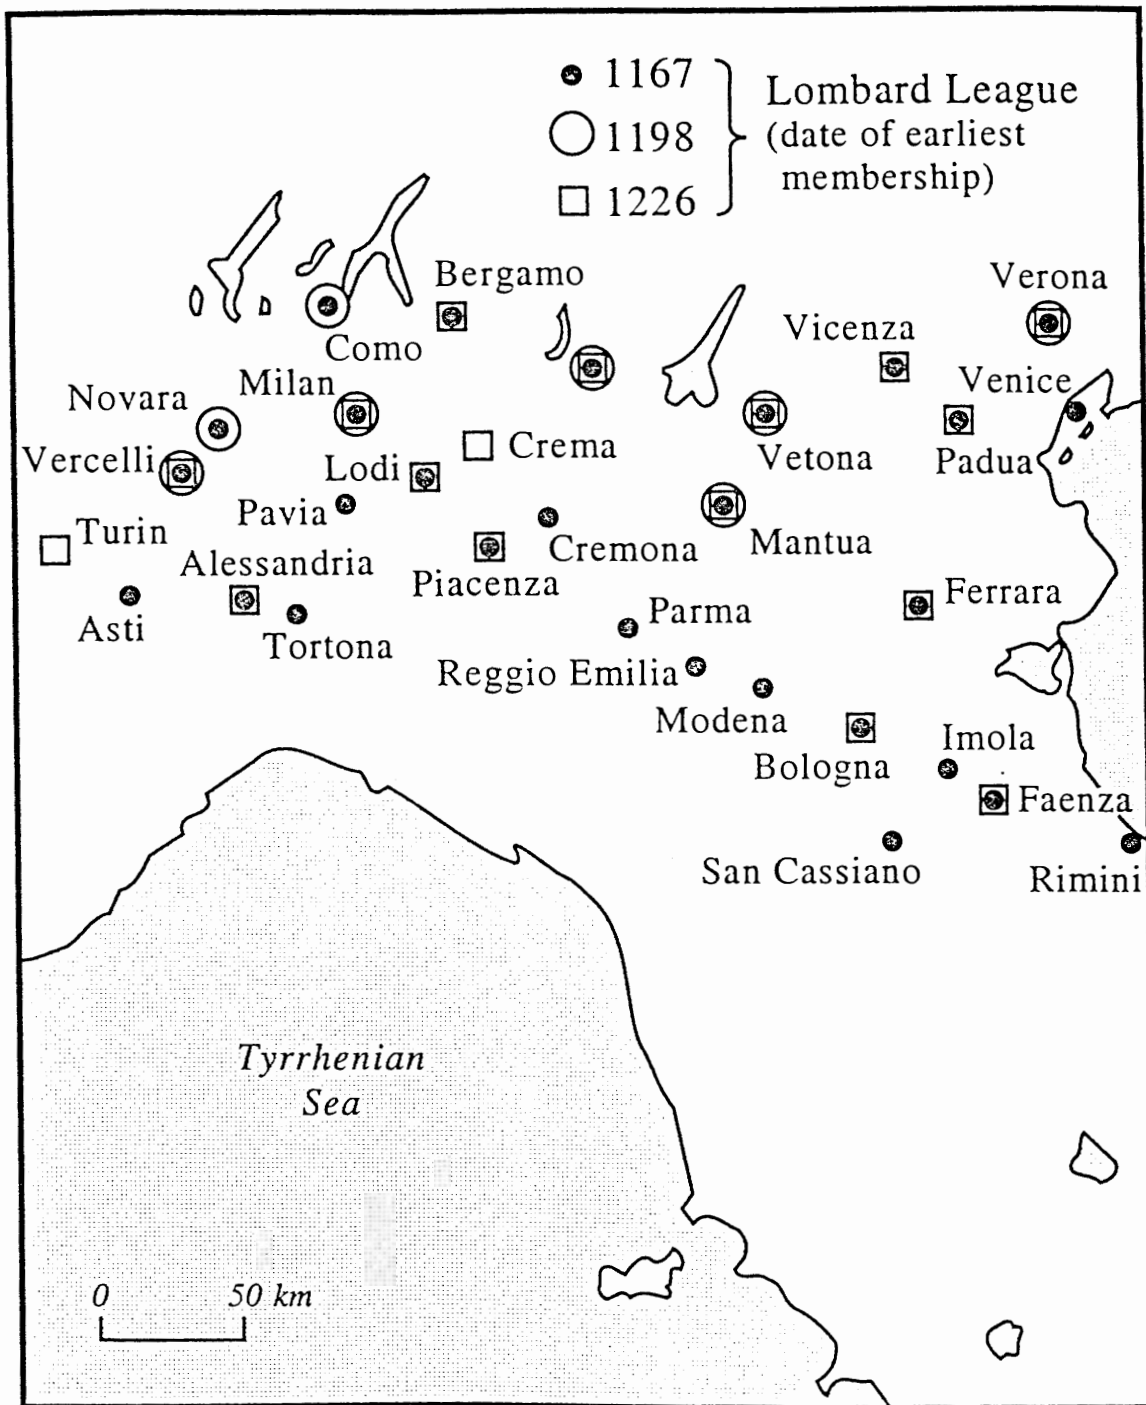 1167
1198
1226
Lombard League
(date of earliest
membership)
Bergamo
Verona
Vicenza
Como
Milan
Venice
Novara
Crema
Vetona
Padua
Vercelli
Lodi
Pavia
Turin
Cremona
Mantua
Alessandria
Piacenza
Ferrara
Asti
Tortona
Parma
Reggio Emilia
Modena
Imola
Bologna
Faenza
San Cassiano
Rimini
Tyrrhenian
Sea
0 50 km